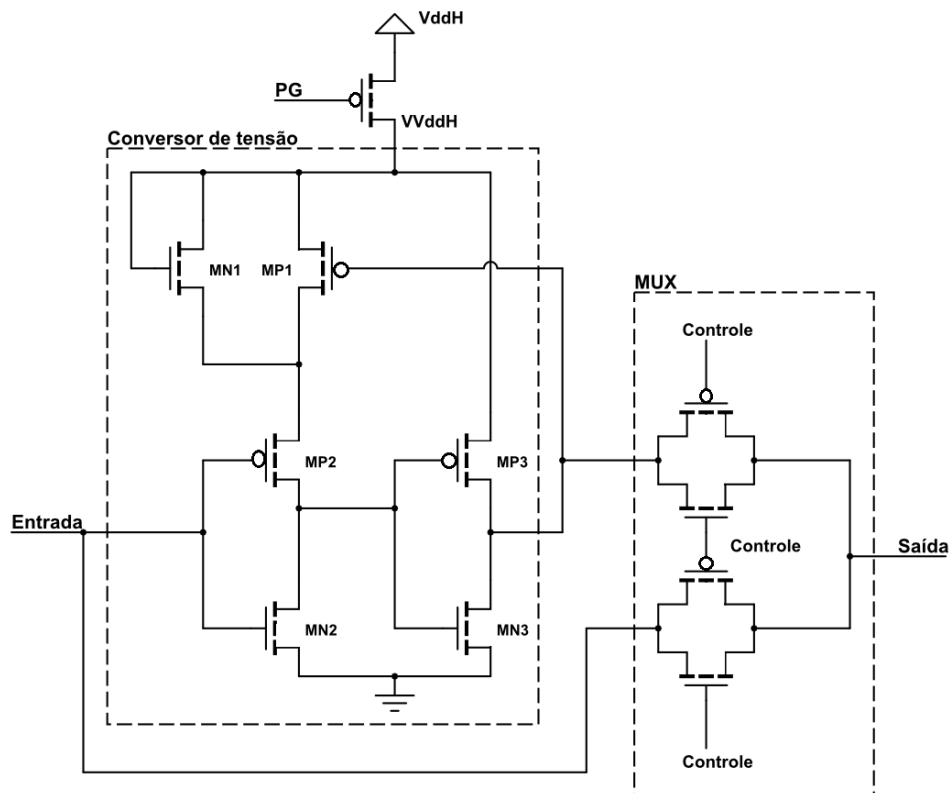 VddH
PG
VVddH
Conversor de tensão
MN1
MP1
MUX
Controle
MP2
MP3
Entrada
Controle
Saída
MN2
MN3
Controle